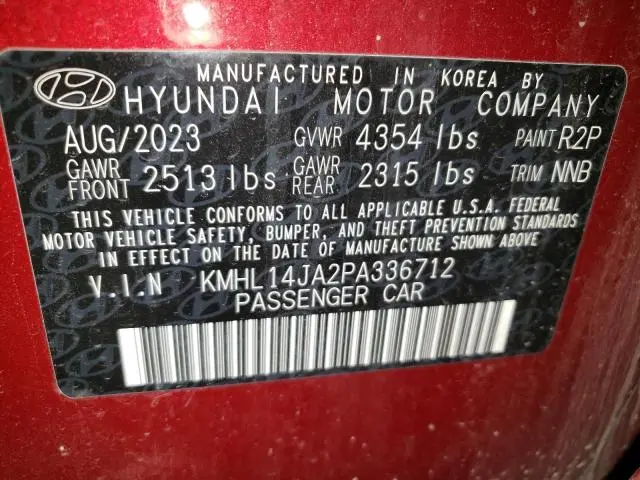 MANUFACTURED IN KOREA BY
HYUNDAI MOTOR COMPANY
AUG/2023 GVWR 4354 lbs PAINT R2P
GAWR FRONT 2513 lbs GAWR REAR 2315 lbs TRIM NNB
THIS VEHICLE CONFORMS TO ALL APPLICABLE U.S.A. FEDERAL
MOTOR VEHICLE SAFETY, BUMPER, AND THEFT PREVENTION STANDARDS
IN EFFECT ON THE DATE OF MANUFACTURE SHOWN ABOVE.
V.I.N KMHL14JA2PA336712
PASSENGER CAR